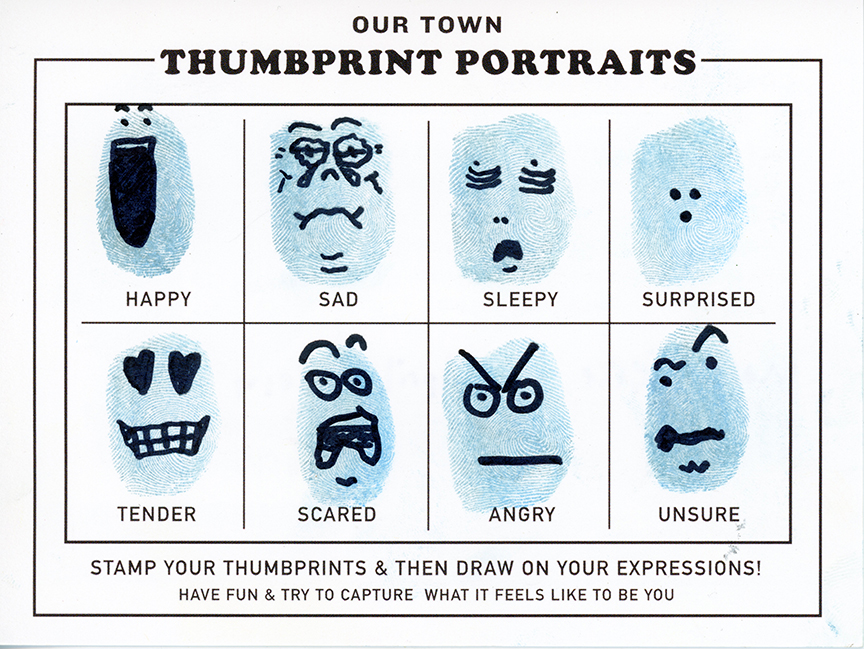 OUR TOWN
THUMBPRINT PORTRAITS
HAPPY SAD SLEEPY SURPRISED
TENDER SCARED ANGRY UNSURE
STAMP YOUR THUMBPRINTS & THEN DRAW ON YOUR EXPRESSIONS!
HAVE FUN & TRY TO CAPTURE WHAT IT FEELS LIKE TO BE YOU